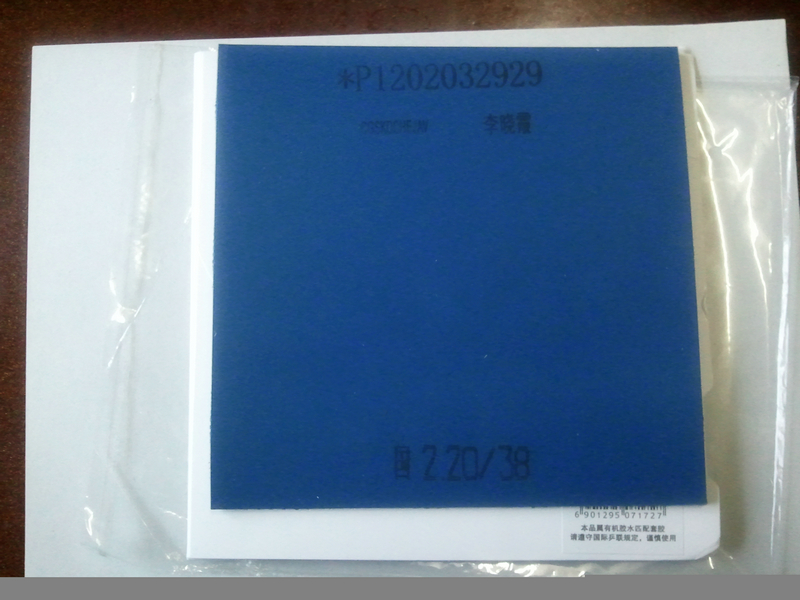 *P1202032929
李晓霞
国 2.20/38
6 901295 071727
本品属有机胶水匹配套胶
请遵守国际乒联规定，谨慎使用